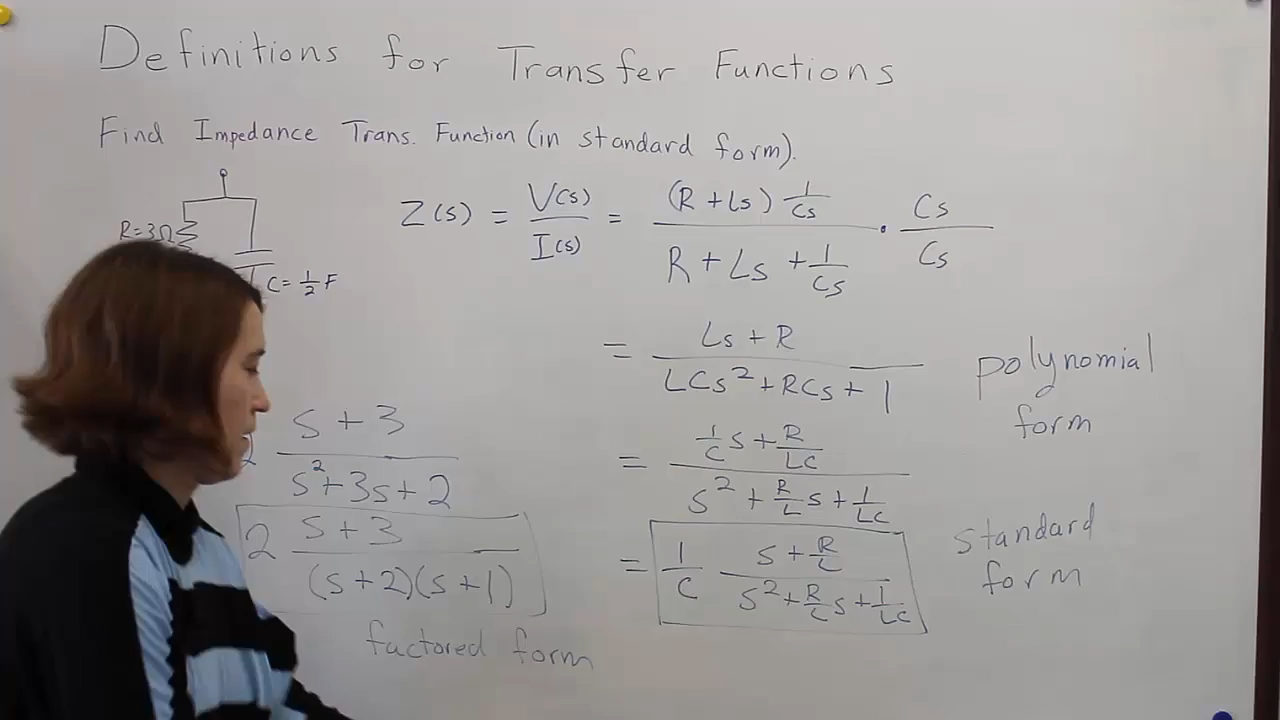 Definitions for Transfer Functions
Find Impedance Trans. Function (in standard form).
R=3Ω
C=½F
Z(s) = V(s)/I(s) = (R+Ls) 1/Cs / (R+Ls+1/Cs) · Cs/Cs
= (Ls+R)/(LCs²+RCs+1)
polynomial form
= (1/C s+R/LC)/(s²+R/L s+1/LC)
= 1/C (s+R/L)/(s²+R/L s+1/LC)
standard form
2 (s+3)/(s²+3s+2)
2 (s+3)/((s+2)(s+1))
factored form